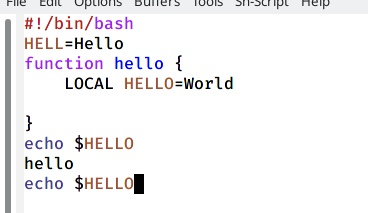 File Edit Options Buffers Tools Sh-Script Help
#!/bin/bash
HELL=Hello
function hello {
    LOCAL HELLO=World
}
echo $HELLO
hello
echo $HELLO